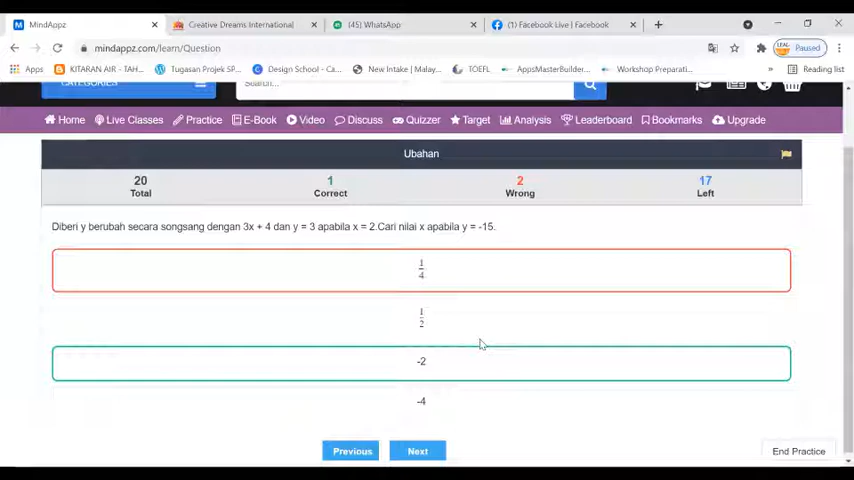 MindAppz
Creative Dreams International
(45) WhatsApp
(1) Facebook Live | Facebook
mindappz.com/learn/Question
Paused
Apps
KITARAN AIR - TAH...
Tugasan Projek SP...
Design School - Ca...
New Intake | Malay...
TOEFL
AppsMasterBuilder...
Workshop Preparati...
»
Reading list
CATEGORIES
Search...
Home
Live Classes
Practice
E-Book
Video
Discuss
Quizzer
Target
Analysis
Leaderboard
Bookmarks
Upgrade
Ubahan
20 1 2 17
Total Correct Wrong Left
Diberi y berubah secara songsang dengan 3x + 4 dan y = 3 apabila x = 2.Cari nilai x apabila y = -15.
1/4
1/2
-2
-4
Previous
Next
End Practice